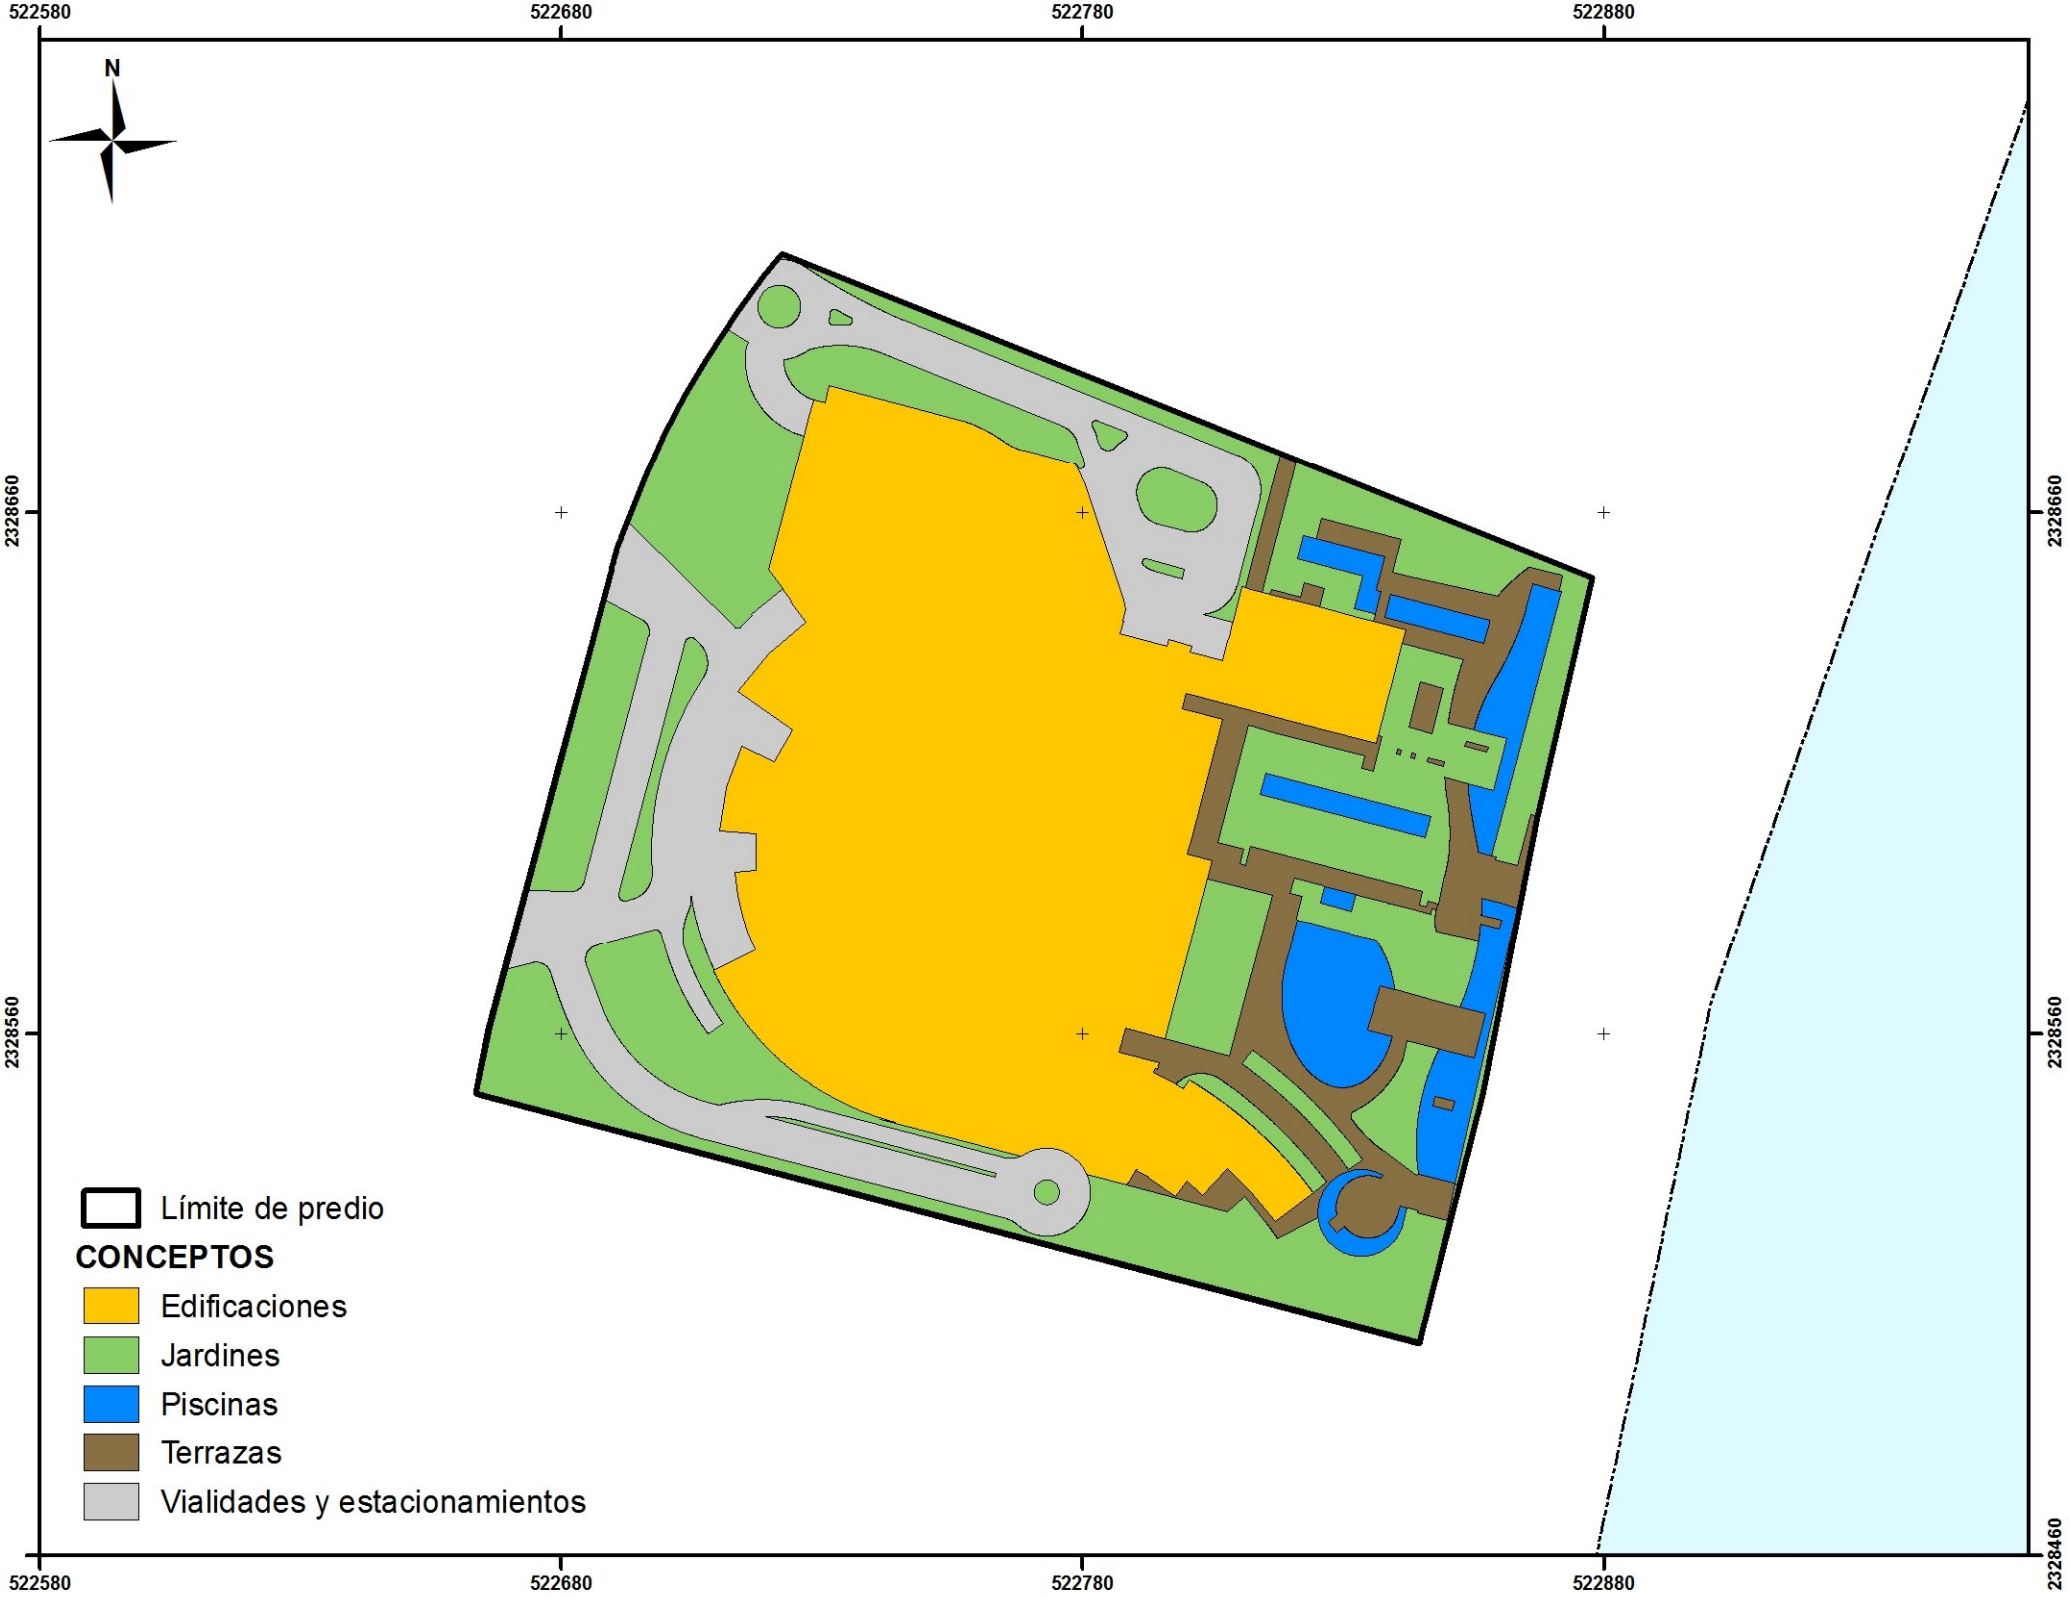 522580 522680 522780 522880
N
2328660 2328660
2328560 2328560
Límite de predio
CONCEPTOS
Edificaciones
Jardines
Piscinas
Terrazas
Vialidades y estacionamientos
2328460
522580 522680 522780 522880